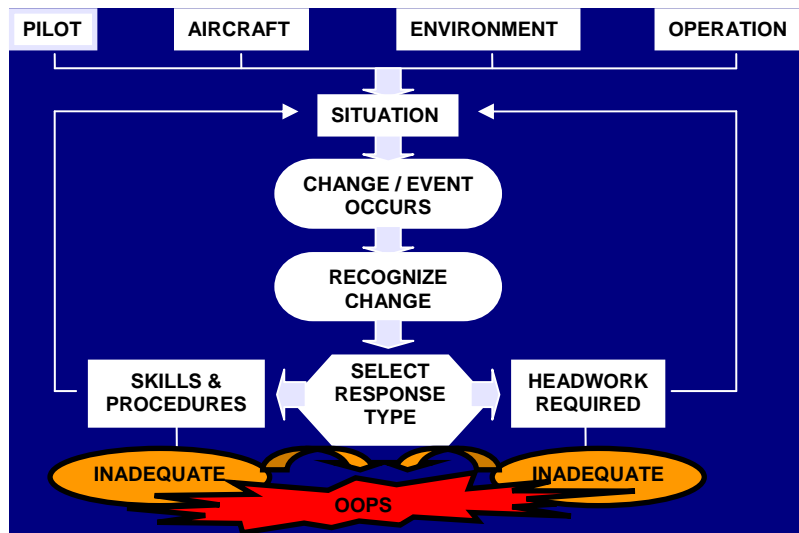 PILOT
AIRCRAFT
ENVIRONMENT
OPERATION
SITUATION
CHANGE / EVENT
OCCURS
RECOGNIZE
CHANGE
SKILLS &
PROCEDURES
SELECT
RESPONSE
TYPE
HEADWORK
REQUIRED
INADEQUATE
INADEQUATE
OOPS